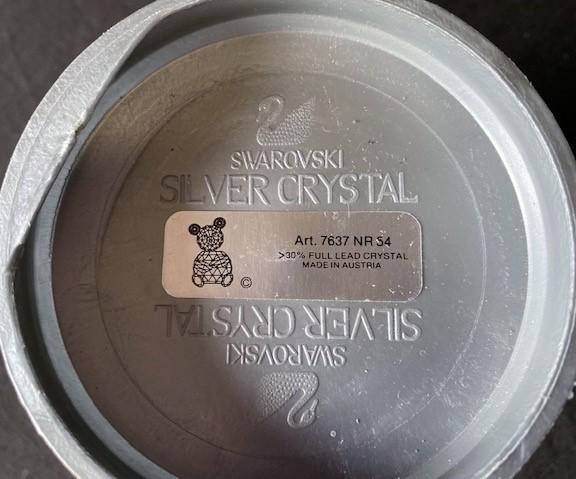 SWAROVSKI
SILVER CRYSTAL
Art. 7637 NR 54
>30% FULL LEAD CRYSTAL
MADE IN AUSTRIA
©
SILVER CRYSTAL
SWAROVSKI